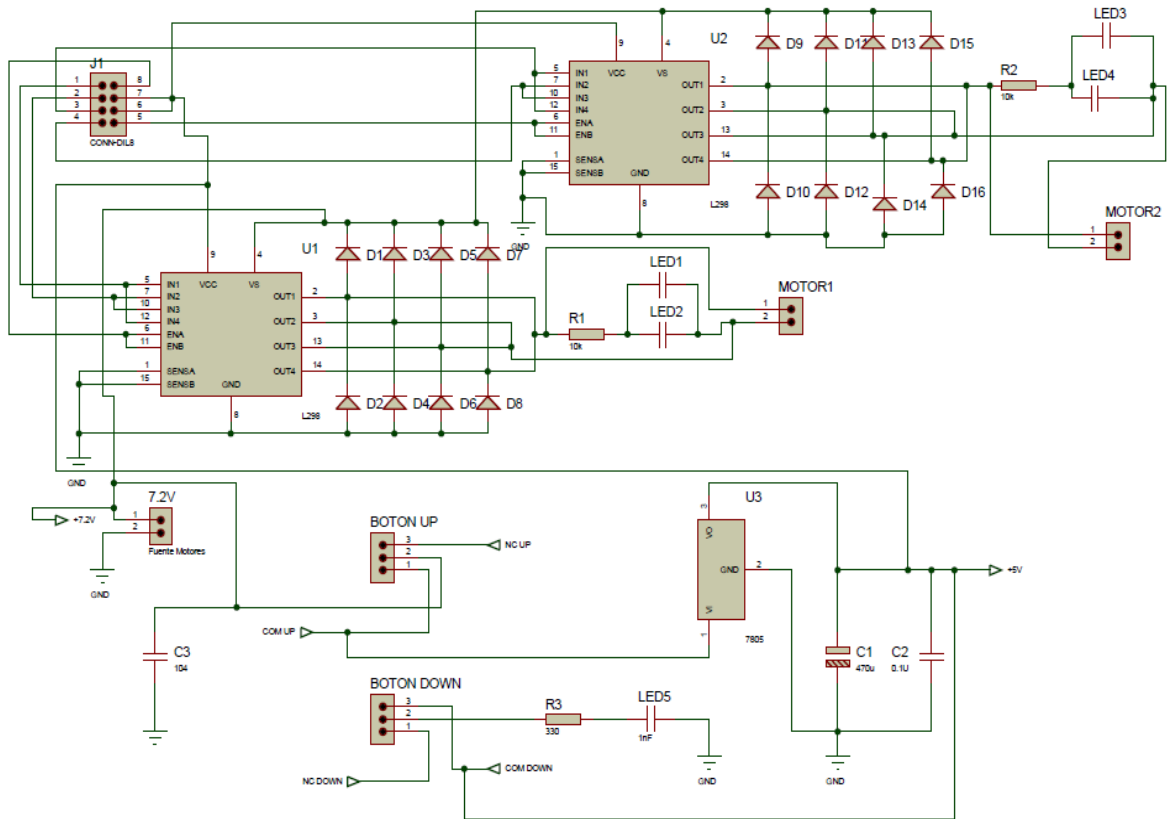 LED3
U2
D9
D11
D13
D15
9
4
J1
VCC
VS
R2
LED4
10k
1
2
3
4
8
7
6
5
CONN-DIL8
5
7
10
12
6
11
1
15
IN1
IN2
IN3
IN4
ENA
ENB
SENSA
SENSB
GND
OUT1
OUT2
OUT3
OUT4
2
3
13
14
8
L298
D10
D12
D14
D16
GND
MOTOR2
1
2
U1
D1
D3
D5
D7
9
4
VCC
VS
LED1
MOTOR1
1
2
R1
LED2
10k
5
7
10
12
6
11
1
15
IN1
IN2
IN3
IN4
ENA
ENB
SENSA
SENSB
GND
OUT1
OUT2
OUT3
OUT4
2
3
13
14
8
L298
D2
D4
D6
D8
GND
7.2V
+7.2V
1
2
Fuente Motores
GND
BOTON UP
3
2
1
NC UP
COM UP
U3
3
VO
GND
2
VI
1
7805
+5V
C3
104
C1
470u
C2
0.1U
BOTON DOWN
3
2
1
R3
330
LED5
1nF
NC DOWN
COM DOWN
GND
GND